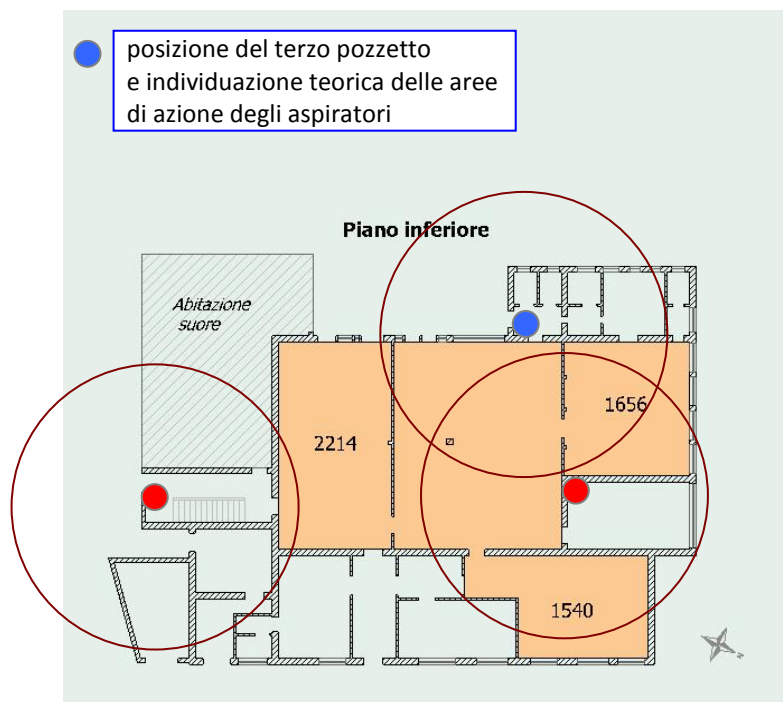 posizione del terzo pozzetto
e individuazione teorica delle aree
di azione degli aspiratori
Piano inferiore
Abitazione
suore
1656
2214
1540
N